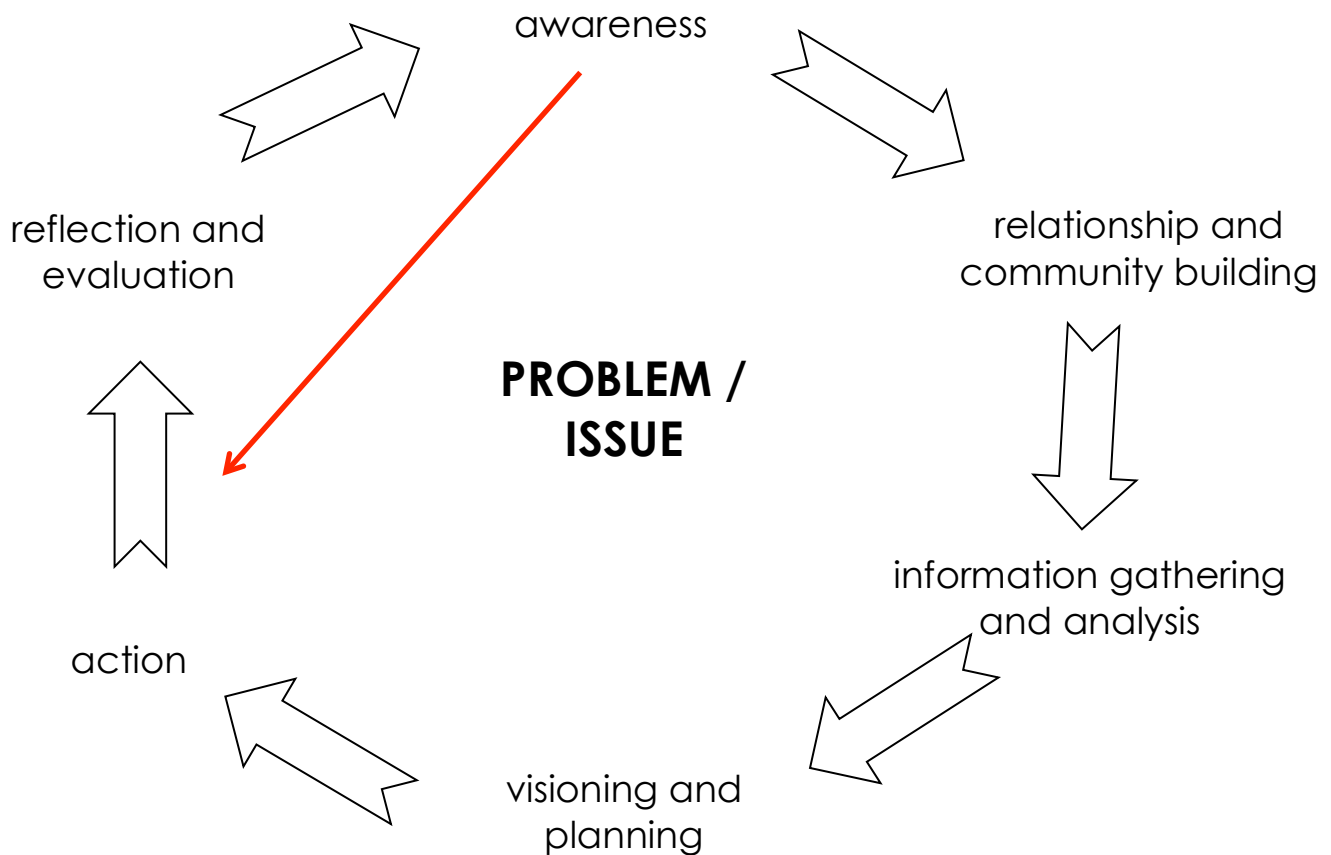 awareness
relationship and
community building
information gathering
and analysis
visioning and
planning
action
reflection and
evaluation
PROBLEM /
ISSUE